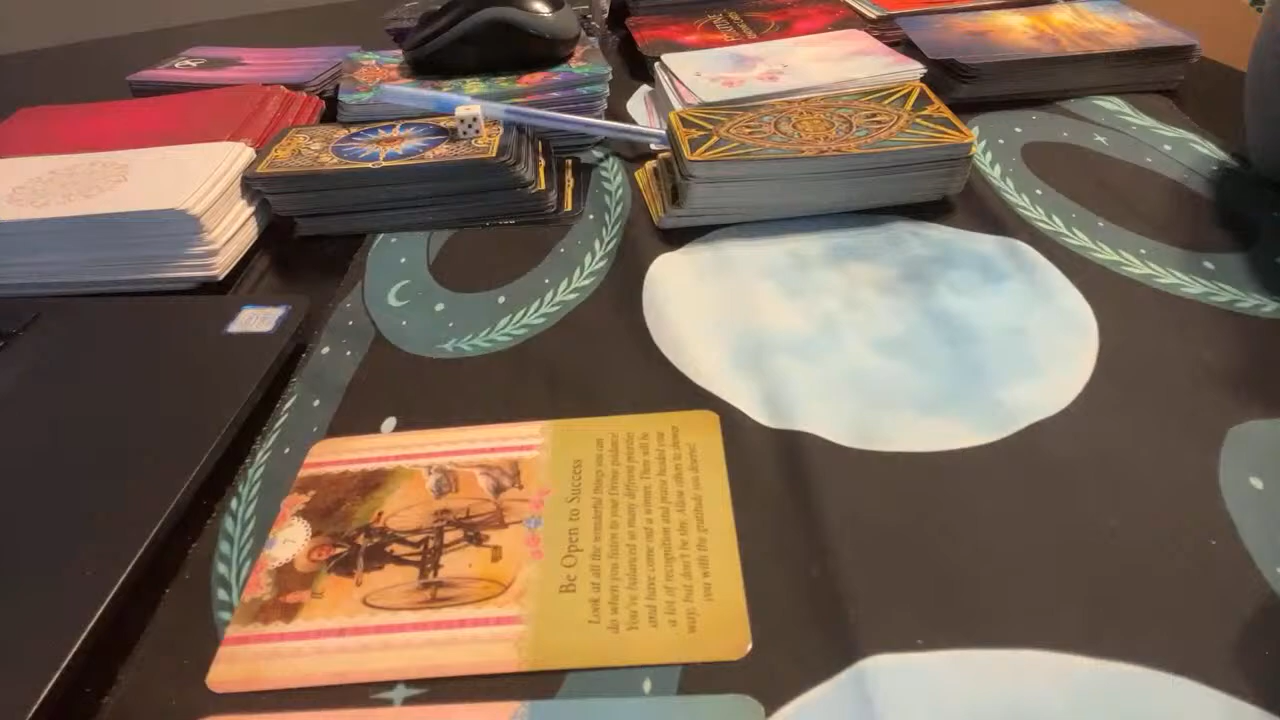 7
Be Open to Success
Look at all the wonderful things you can
do when you listen to your Divine guidance!
You've balanced so many different priorities
and have come out a winner. There will be
a lot of recognition and praise headed your
way, but don't be shy. Allow others to shower
you with the gratitude you deserve!